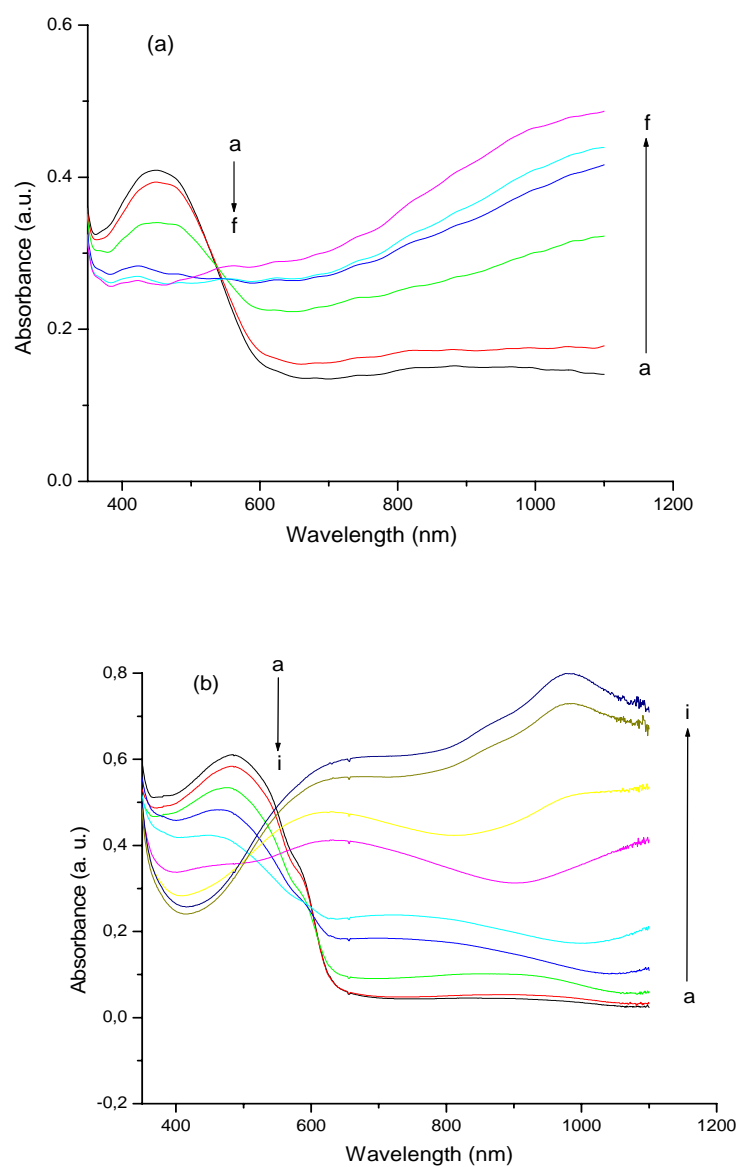 0.6
(a)
a
f
0.4
f
Absorbance (a.u.)
0.2
a
0.0
400
600
800
1000
1200
Wavelength (nm)
a
0,8
(b)
i
i
0,6
Absorbance (a. u.)
0,4
0,2
a
0,0
-0,2
400
600
800
1000
1200
Wavelength (nm)